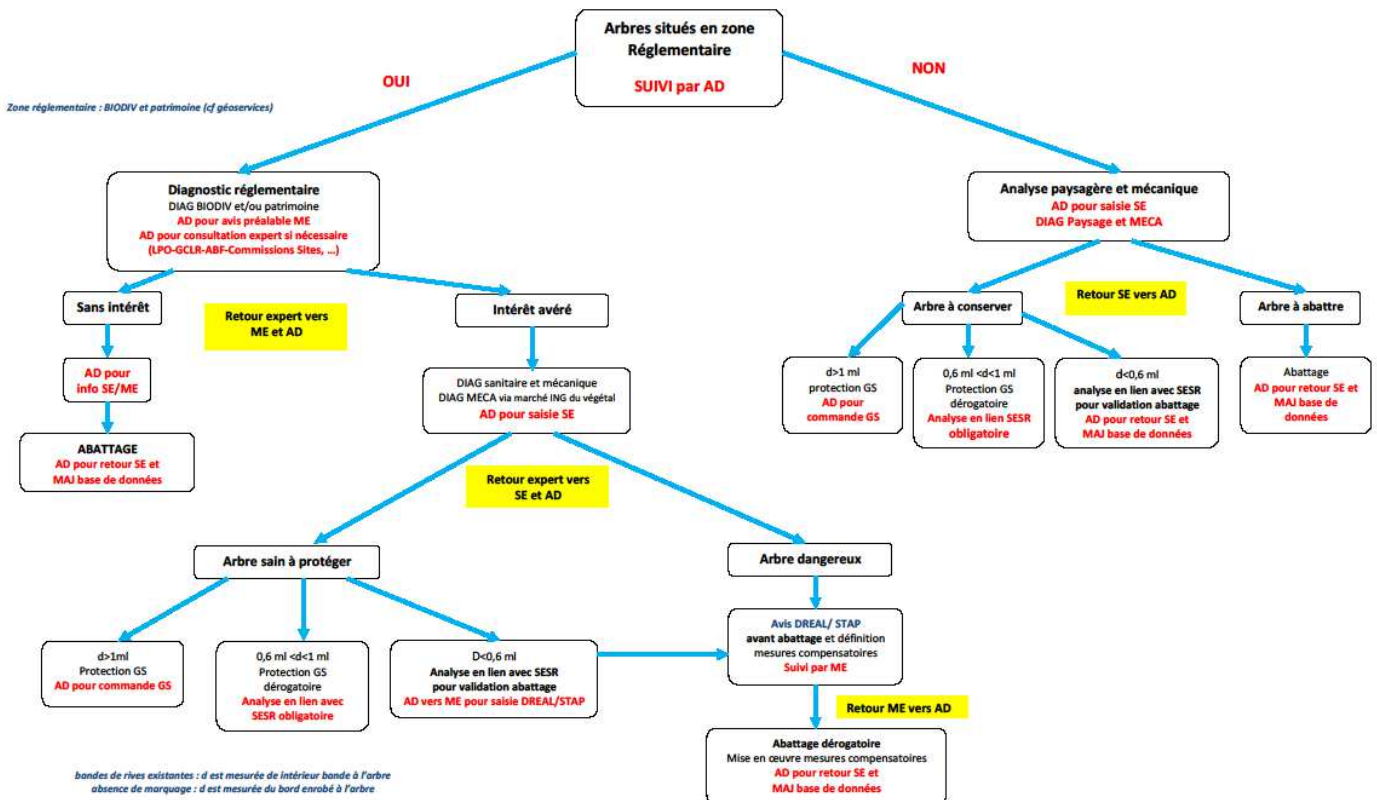 Arbres situés en zone
Réglementaire
SUIVI par AD
OUI
NON
Zone réglementaire : BIODIV et patrimoine (cf géoservices)
Diagnostic réglementaire
DIAG BIODIV et/ou patrimoine
AD pour avis préalable ME
AD pour consultation expert si nécessaire
(LPO-GCLR-ABF-Commissions Sites, ...)
Analyse paysagère et mécanique
AD pour saisie SE
DIAG Paysage et MECA
Sans intérêt
Retour expert vers
ME et AD
Intérêt avéré
Arbre à conserver
Retour SE vers AD
Arbre à abattre
AD pour
info SE/ME
DIAG sanitaire et mécanique
DIAG MECA via marché ING du végétal
AD pour saisie SE
d>1 ml
protection GS
AD pour
commande GS
0,6 ml <d<1 ml
Protection GS
dérogatoire
Analyse en lien SESR
obligatoire
d<0,6 ml
analyse en lien avec SESR
pour validation abattage
AD pour retour SE et
MAJ base de données
Abattage
AD pour retour SE et
MAJ base de
données
ABATTAGE
AD pour retour SE et
MAJ base de données
Retour expert vers
SE et AD
Arbre sain à protéger
Arbre dangereux
d>1ml
Protection GS
AD pour commande GS
0,6 ml <d<1 ml
Protection GS
dérogatoire
Analyse en lien avec
SESR obligatoire
D<0,6 ml
Analyse en lien avec SESR
pour validation abattage
AD vers ME pour saisie DREAL/STAP
Avis DREAL/ STAP
avant abattage et définition
mesures compensatoires
Suivi par ME
Retour ME vers AD
Abattage dérogatoire
Mise en œuvre mesures compensatoires
AD pour retour SE et
MAJ base de données
bandes de rives existantes : d est mesurée de intérieur bande à l'arbre
absence de marquage : d est mesurée du bord enrobé à l'arbre